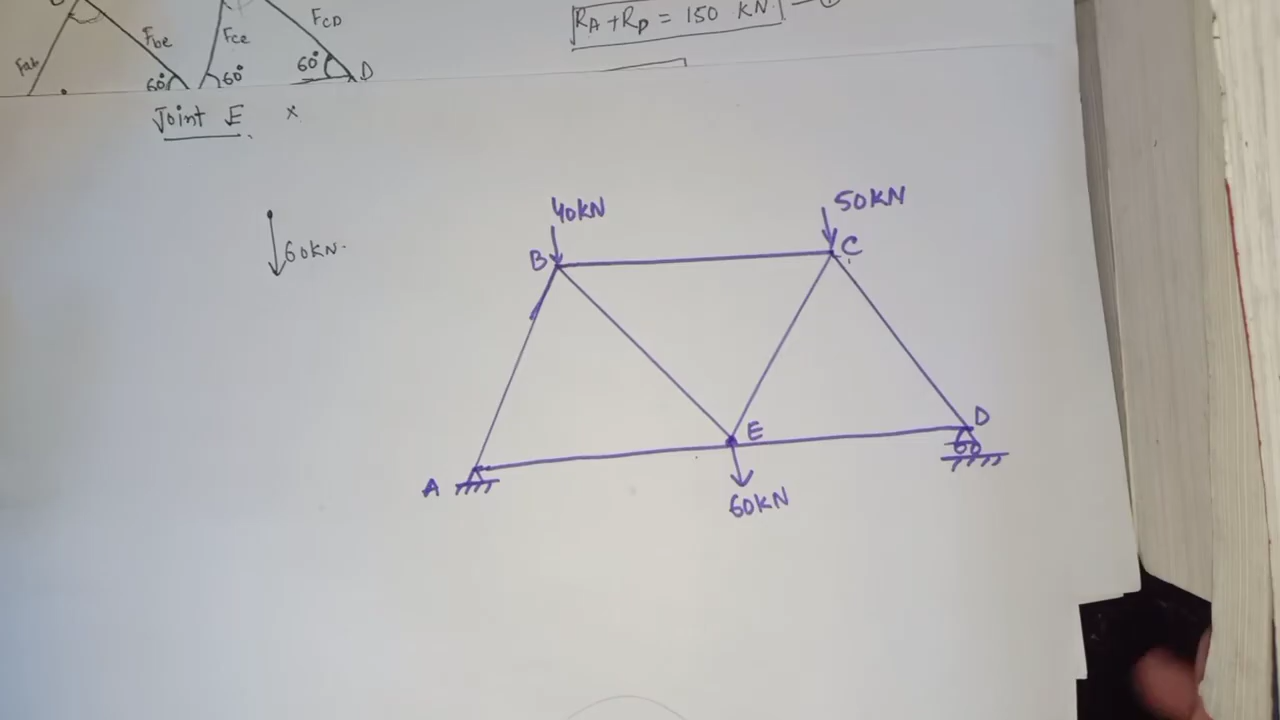 RA + RD = 150 KN.
Fab
Fbe
Fce
FCD
60°
60°
60°
D
Joint E
60KN.
40KN
50KN
B
C
E
D
A
60KN